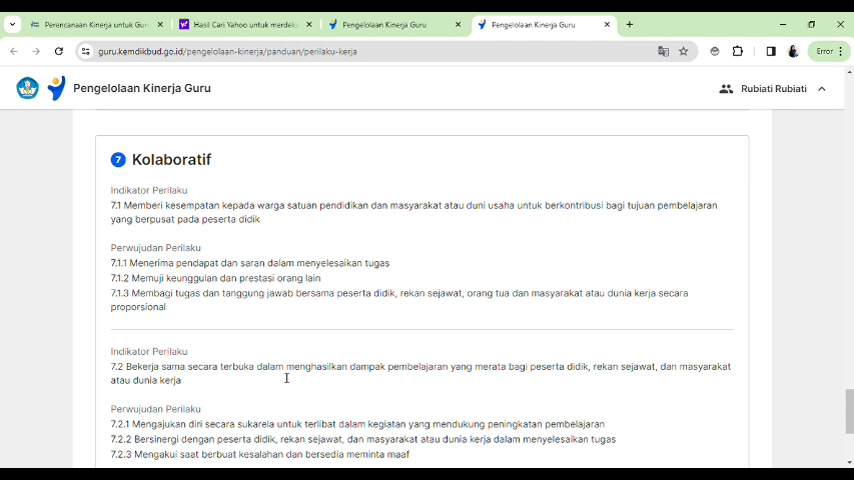 Perencanaan Kinerja untuk Guru
Hasil Cari Yahoo untuk merdeka
Pengelolaan Kinerja Guru
Pengelolaan Kinerja Guru
guru.kemdikbud.go.id/pengelolaan-kinerja/panduan/perilaku-kerja
Error
Pengelolaan Kinerja Guru
Rubiati Rubiati
7 Kolaboratif
Indikator Perilaku
7.1 Memberi kesempatan kepada warga satuan pendidikan dan masyarakat atau duni usaha untuk berkontribusi bagi tujuan pembelajaran
yang berpusat pada peserta didik
Perwujudan Perilaku
7.1.1 Menerima pendapat dan saran dalam menyelesaikan tugas
7.1.2 Memuji keunggulan dan prestasi orang lain
7.1.3 Membagi tugas dan tanggung jawab bersama peserta didik, rekan sejawat, orang tua dan masyarakat atau dunia kerja secara
proporsional
Indikator Perilaku
7.2 Bekerja sama secara terbuka dalam menghasilkan dampak pembelajaran yang merata bagi peserta didik, rekan sejawat, dan masyarakat
atau dunia kerja
Perwujudan Perilaku
7.2.1 Mengajukan diri secara sukarela untuk terlibat dalam kegiatan yang mendukung peningkatan pembelajaran
7.2.2 Bersinergi dengan peserta didik, rekan sejawat, dan masyarakat atau dunia kerja dalam menyelesaikan tugas
7.2.3 Mengakui saat berbuat kesalahan dan bersedia meminta maaf